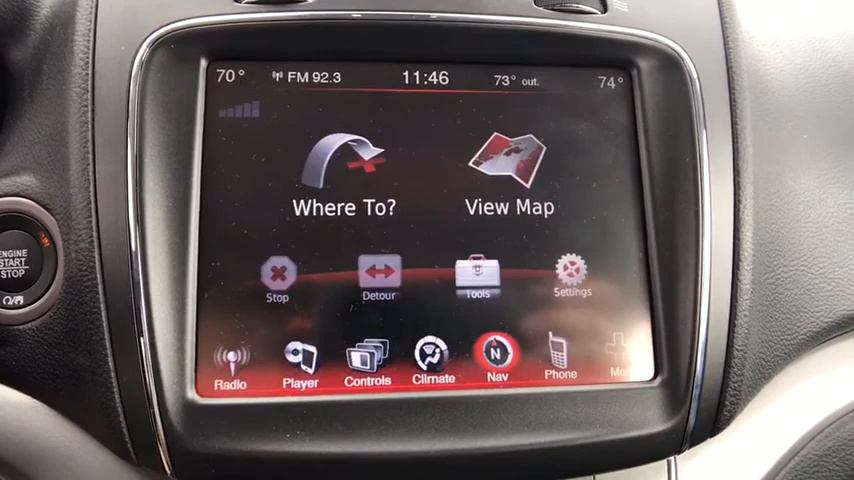 70° FM 92.3 11:46 73° out. 74°
Where To? View Map
Stop Detour Tools Settings
Radio Player Controls Climate Nav Phone
N
ENGINE
START
STOP